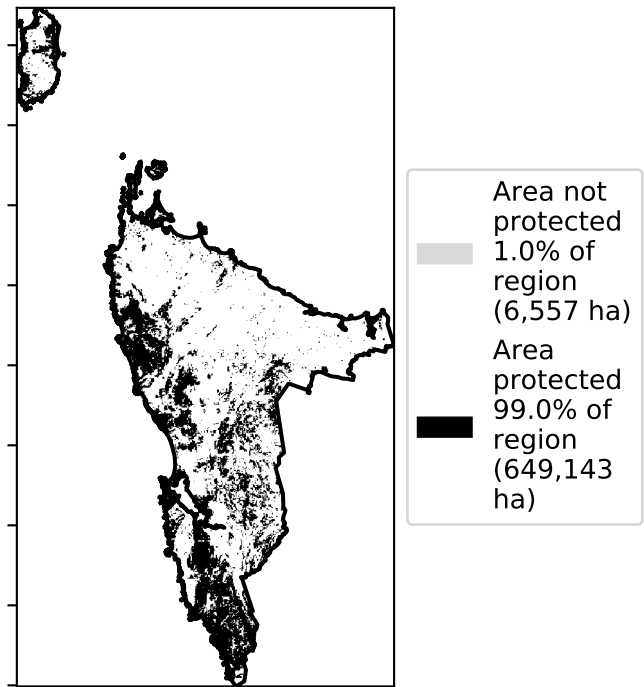 Area not
protected
1.0% of
region
(6,557 ha)
Area
protected
99.0% of
region
(649,143
ha)